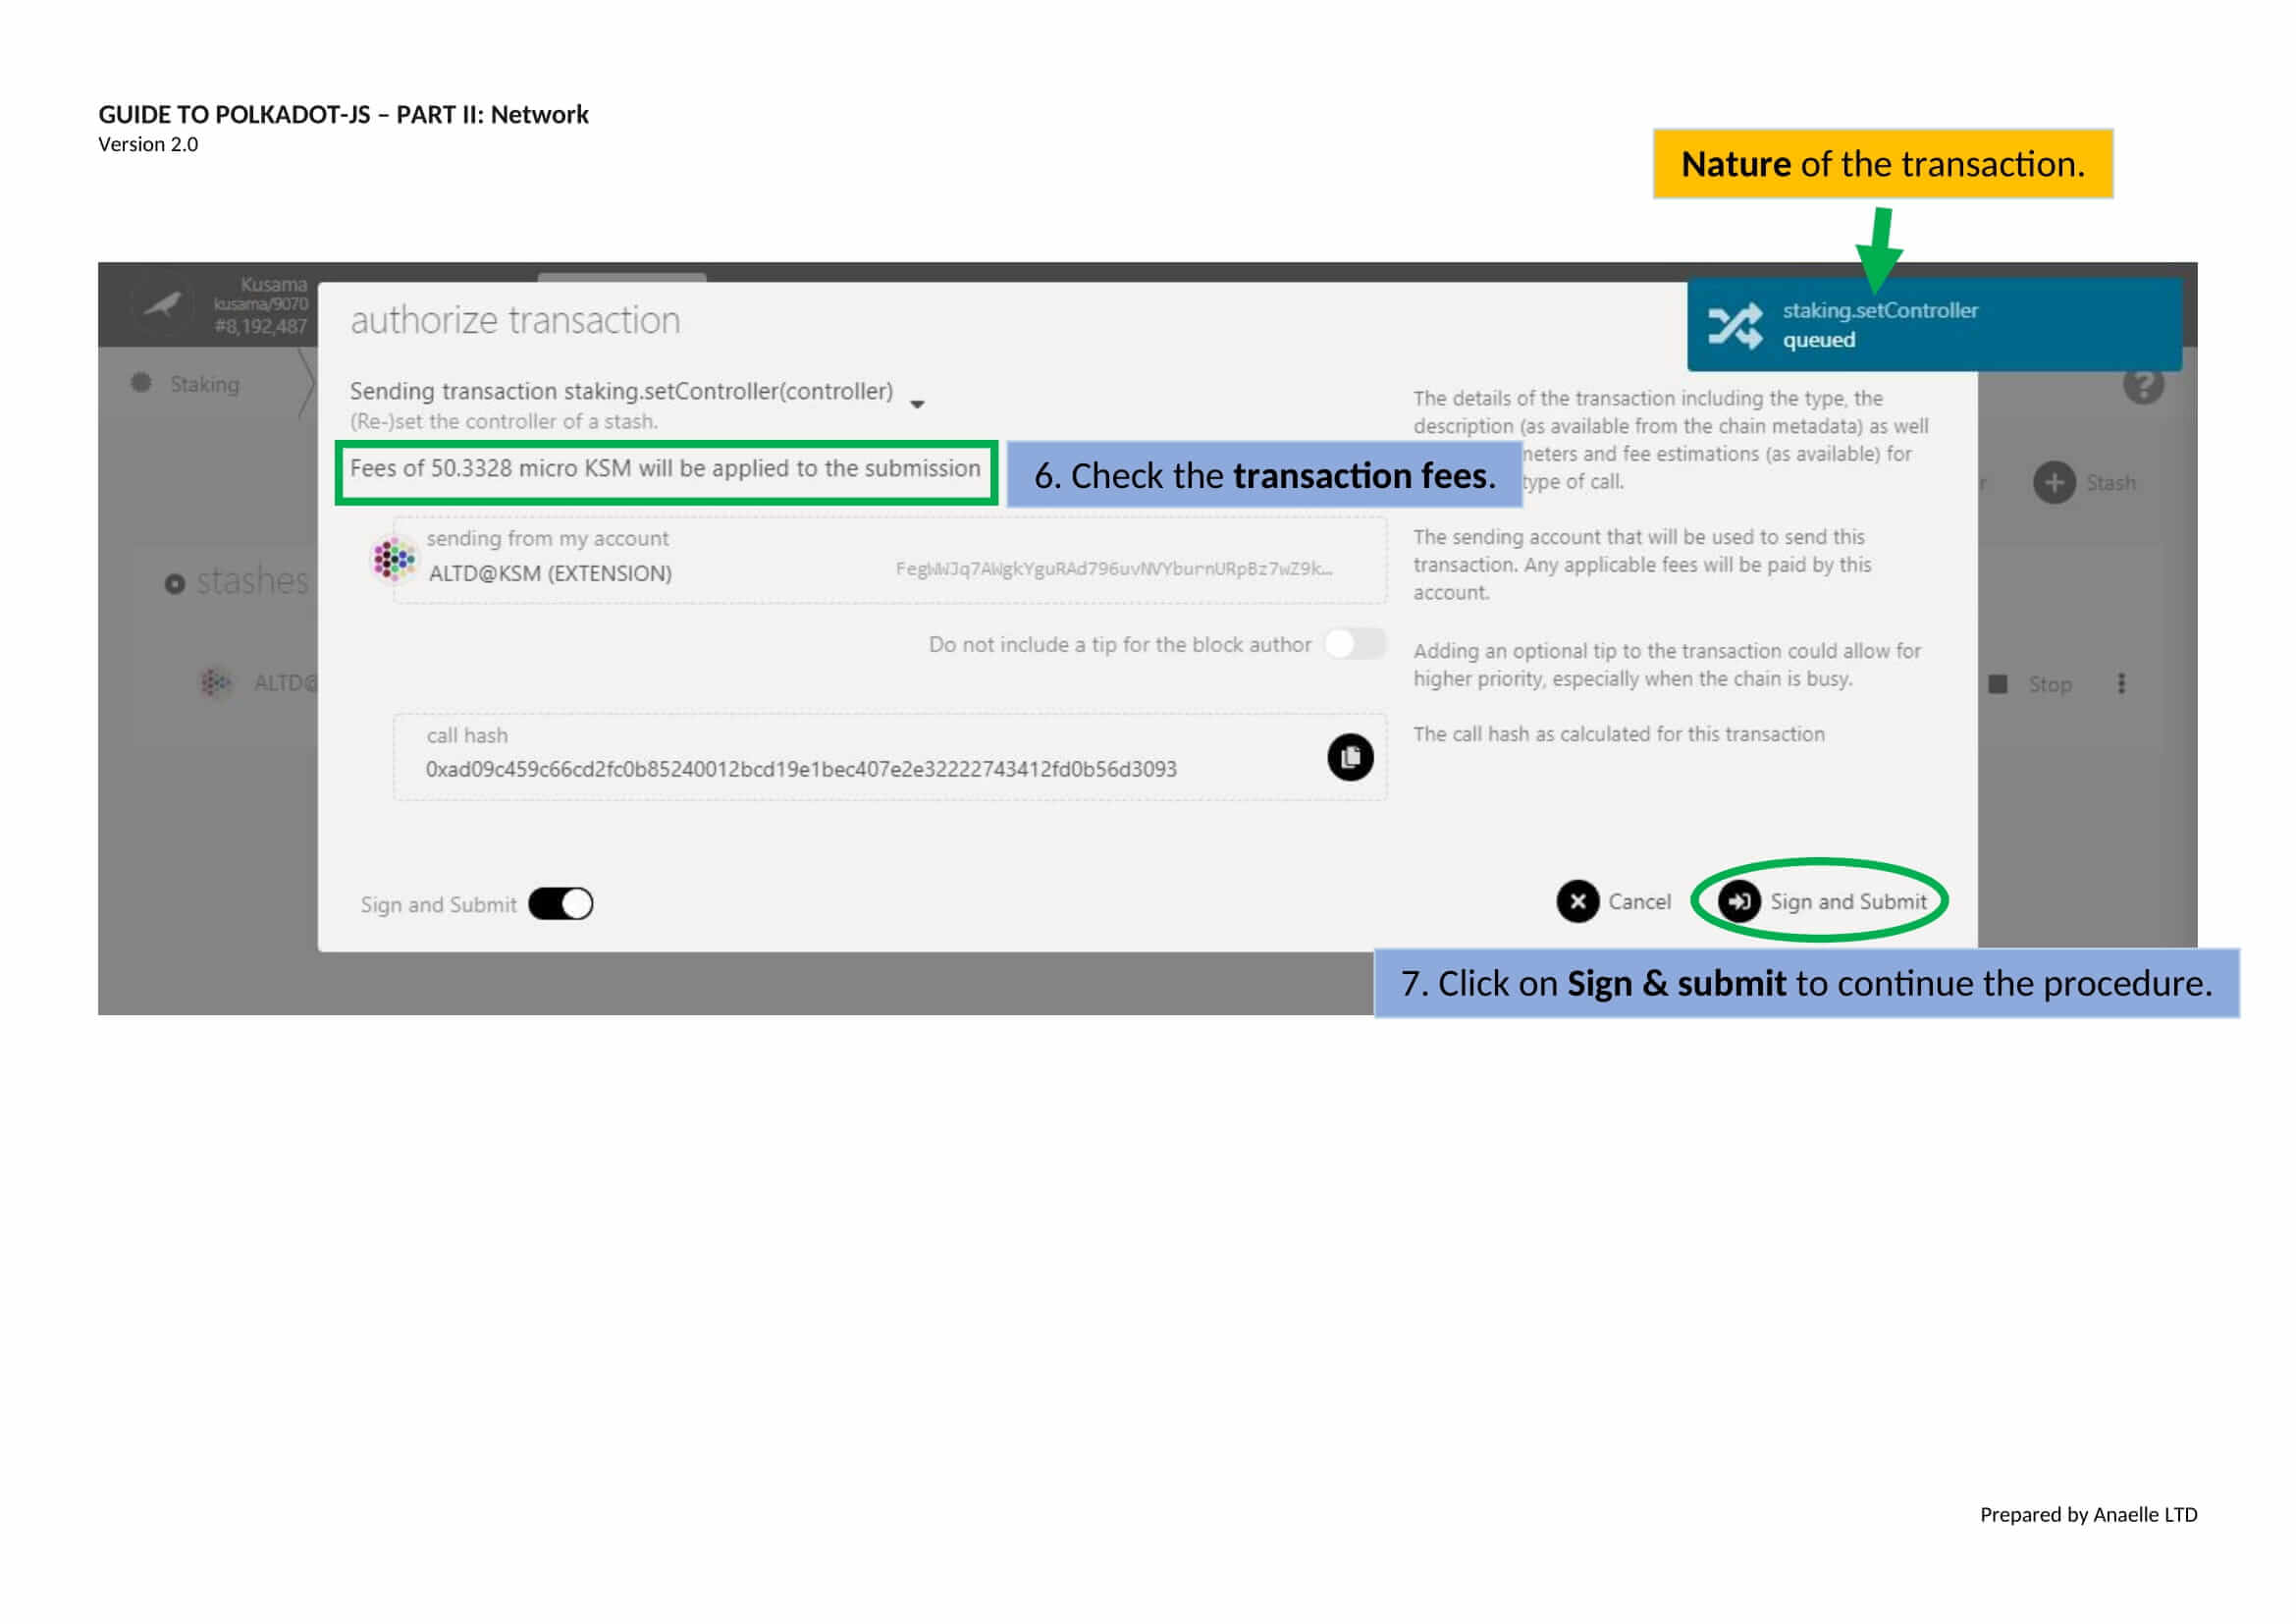 GUIDE TO POLKADOT-JS – PART II: Network
Version 2.0
Nature of the transaction.
Kusama
kusama/9070
#8,192,487
authorize transaction
staking.setController
queued
Staking
Sending transaction staking.setController(controller)
(Re-)set the controller of a stash.
Fees of 50.3328 micro KSM will be applied to the submission
6. Check the transaction fees.
The details of the transaction including the type, the
description (as available from the chain metadata) as well
meters and fee estimations (as available) for
type of call.
Stash
stashes
sending from my account
ALTD@KSM (EXTENSION)
FegWWJq7AWgkYguRAd796uvNVYburnURpBz7wZ9k…
The sending account that will be used to send this
transaction. Any applicable fees will be paid by this
account.
Do not include a tip for the block author
Adding an optional tip to the transaction could allow for
higher priority, especially when the chain is busy.
ALTD@
Stop
call hash
0xad09c459c66cd2fc0b85240012bcd19e1bec407e2e32222743412fd0b56d3093
The call hash as calculated for this transaction
Sign and Submit
Cancel
Sign and Submit
7. Click on Sign & submit to continue the procedure.
Prepared by Anaelle LTD